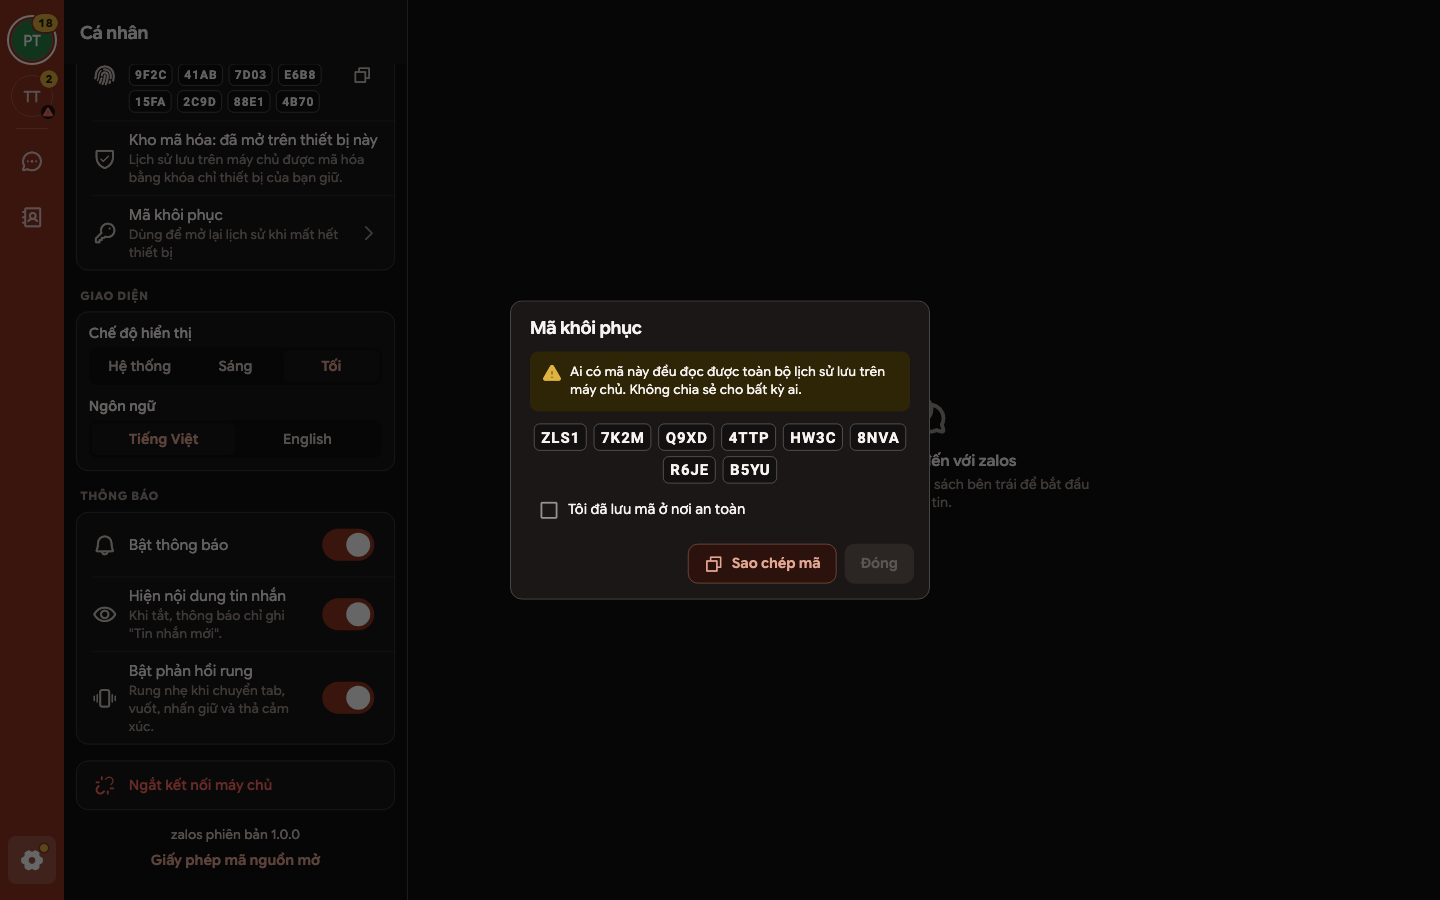 18
PT
Cá nhân
9F2C 41AB 7D03 E6B8
15FA 2C9D 88E1 4B70
2
TT
Kho mã hóa: đã mở trên thiết bị này
Lịch sử lưu trên máy chủ được mã hóa
bằng khóa chỉ thiết bị của bạn giữ.
Mã khôi phục
Dùng để mở lại lịch sử khi mất hết
thiết bị
GIAO DIỆN
Chế độ hiển thị
Hệ thống Sáng Tối
Ngôn ngữ
Tiếng Việt English
THÔNG BÁO
Bật thông báo
Hiện nội dung tin nhắn
Khi tắt, thông báo chỉ ghi
"Tin nhắn mới".
Bật phản hồi rung
Rung nhẹ khi chuyển tab,
vuốt, nhấn giữ và thả cảm
xúc.
Ngắt kết nối máy chủ
zalos phiên bản 1.0.0
Giấy phép mã nguồn mở
Mã khôi phục
Ai có mã này đều đọc được toàn bộ lịch sử lưu trên
máy chủ. Không chia sẻ cho bất kỳ ai.
ZLS1 7K2M Q9XD 4TTP HW3C 8NVA
R6JE B5YU
Tôi đã lưu mã ở nơi an toàn
Sao chép mã Đóng
đến với zalos
sách bên trái để bắt đầu
tin.